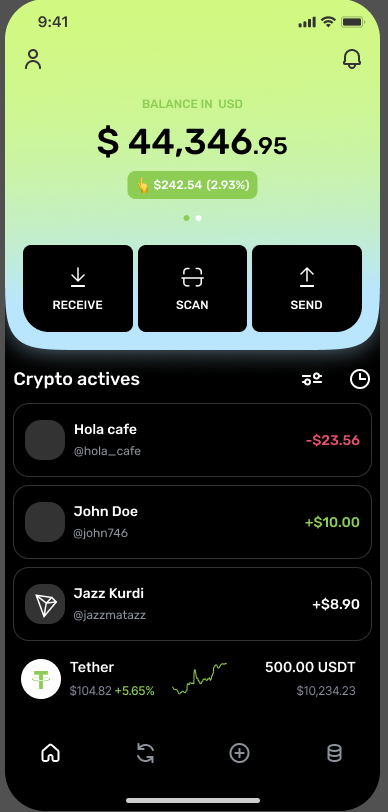 9:41
BALANCE IN USD
$ 44,346.95
👆 $242.54 (2.93%)
RECEIVE
SCAN
SEND
Crypto actives
Hola cafe
@hola_cafe
-$23.56
John Doe
@john746
+$10.00
Jazz Kurdi
@jazzmatazz
+$8.90
Tether
500.00 USDT
$104.82 +5.65%
$10,234.23